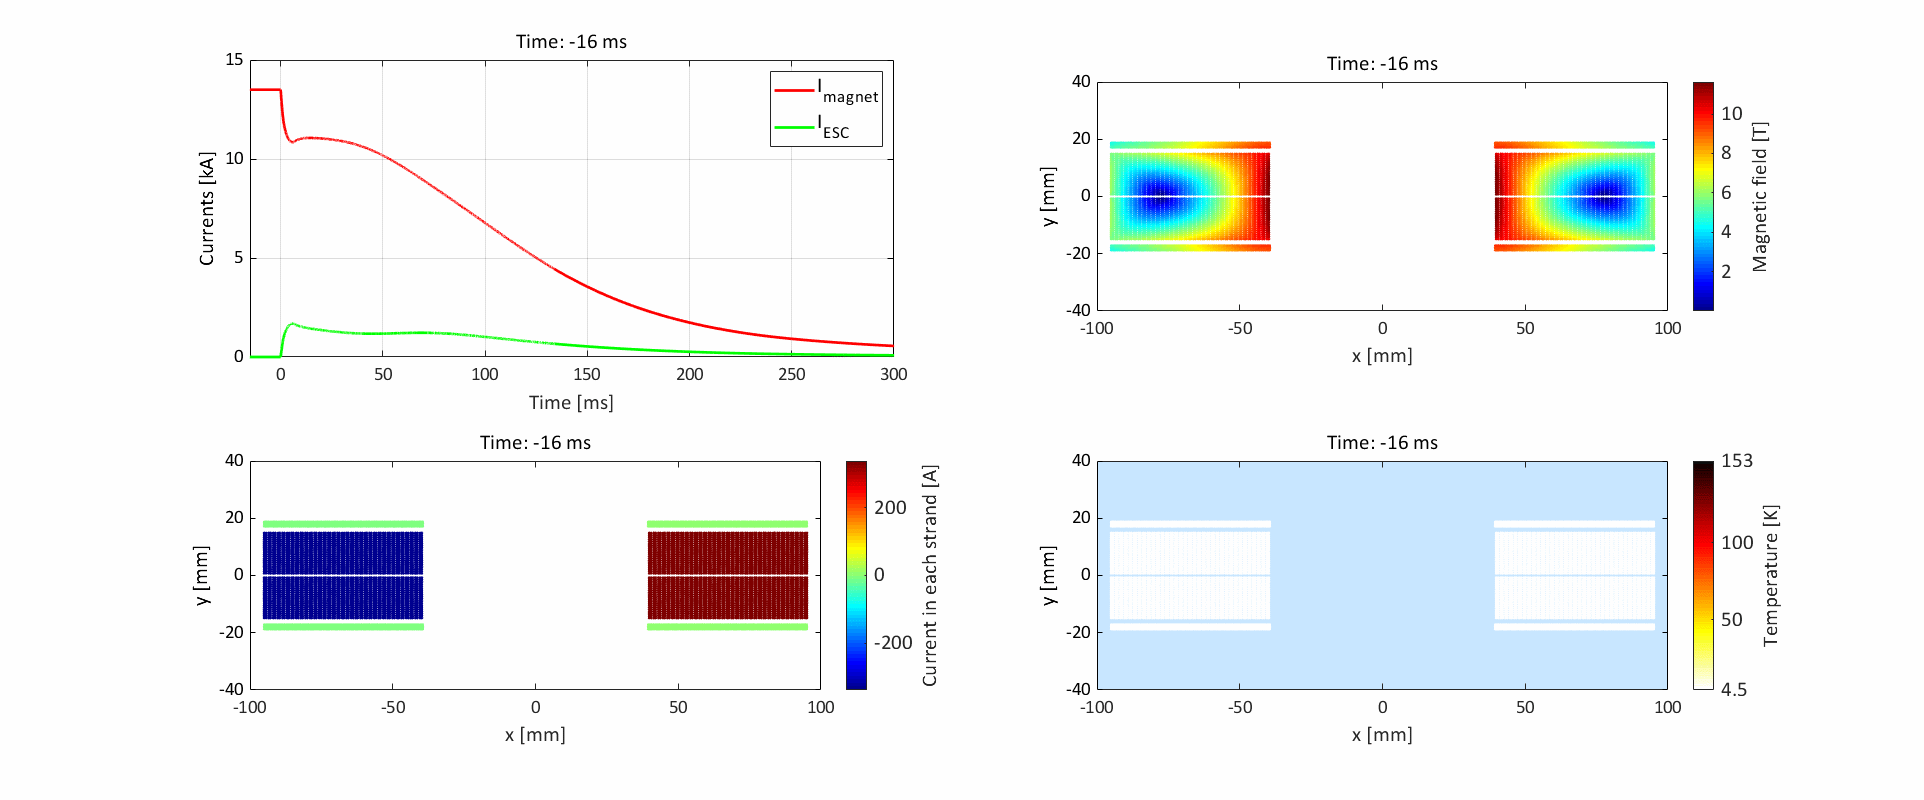 Time: -16 ms
15
10
5
0
Currents [kA]
I magnet
I ESC
0 50 100 150 200 250 300
Time [ms]
Time: -16 ms
40
20
0
-20
-40
y [mm]
-100 -50 0 50 100
x [mm]
10
8
6
4
2
Magnetic field [T]
Time: -16 ms
40
20
0
-20
-40
y [mm]
-100 -50 0 50 100
x [mm]
200
0
-200
Current in each strand [A]
Time: -16 ms
40
20
0
-20
-40
y [mm]
-100 -50 0 50 100
x [mm]
153
100
50
4.5
Temperature [K]